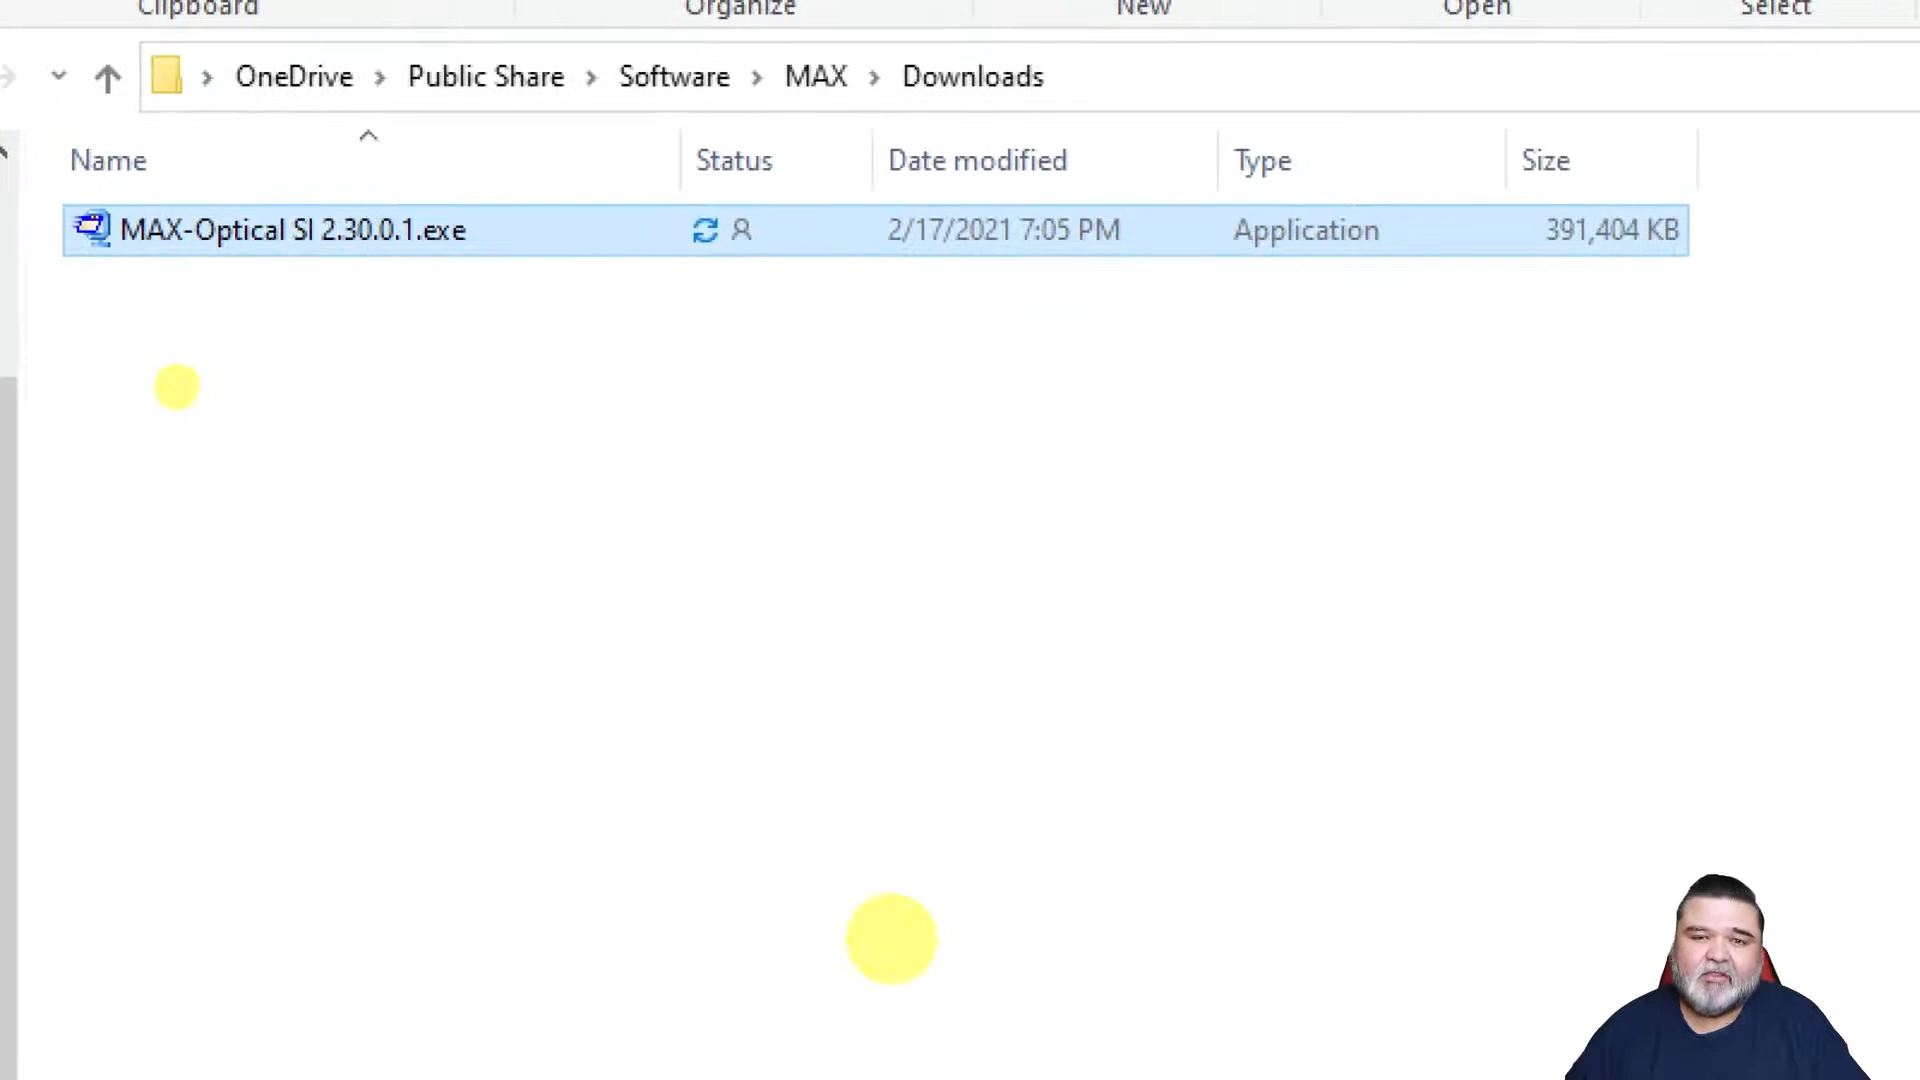 Clipboard Organize New Open Select
OneDrive Public Share Software MAX Downloads
Name Status Date modified Type Size
MAX-Optical SI 2.30.0.1.exe 2/17/2021 7:05 PM Application 391,404 KB